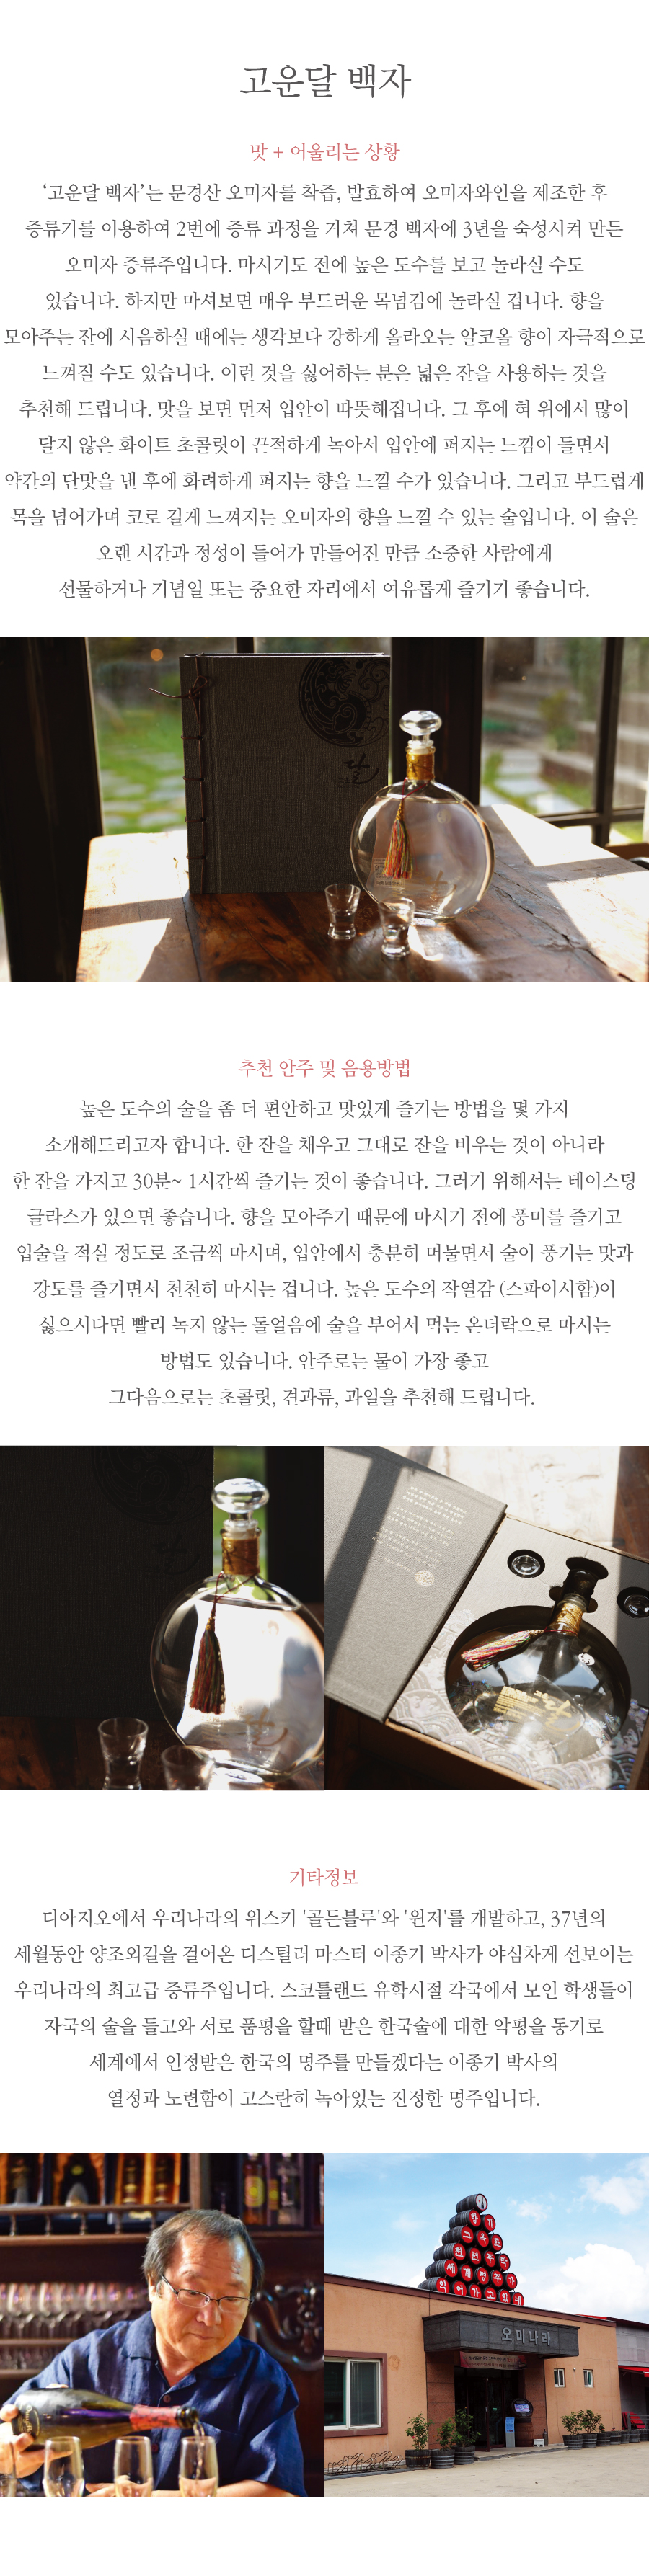 고운달 백자
맛 + 어울리는 상황
‘고운달 백자’는 문경산 오미자를 착즙, 발효하여 오미자와인을 제조한 후
증류기를 이용하여 2번에 증류 과정을 거쳐 문경 백자에 3년을 숙성시켜 만든
오미자 증류주입니다. 마시기도 전에 높은 도수를 보고 놀라실 수도
있습니다. 하지만 마셔보면 매우 부드러운 목넘김에 놀라실 겁니다. 향을
모아주는 잔에 시음하실 때에는 생각보다 강하게 올라오는 알코올 향이 자극적으로
느껴질 수도 있습니다. 이런 것을 싫어하는 분은 넓은 잔을 사용하는 것을
추천해 드립니다. 맛을 보면 먼저 입안이 따뜻해집니다. 그 후에 혀 위에서 많이
달지 않은 화이트 초콜릿이 끈적하게 녹아서 입안에 퍼지는 느낌이 들면서
약간의 단맛을 낸 후에 화려하게 퍼지는 향을 느낄 수가 있습니다. 그리고 부드럽게
목을 넘어가며 코로 길게 느껴지는 오미자의 향을 느낄 수 있는 술입니다. 이 술은
오랜 시간과 정성이 들어가 만들어진 만큼 소중한 사람에게
선물하거나 기념일 또는 중요한 자리에서 여유롭게 즐기기 좋습니다.
달
추천 안주 및 음용방법
높은 도수의 술을 좀 더 편안하고 맛있게 즐기는 방법을 몇 가지
소개해드리고자 합니다. 한 잔을 채우고 그대로 잔을 비우는 것이 아니라
한 잔을 가지고 30분~ 1시간씩 즐기는 것이 좋습니다. 그러기 위해서는 테이스팅
글라스가 있으면 좋습니다. 향을 모아주기 때문에 마시기 전에 풍미를 즐기고
입술을 적실 정도로 조금씩 마시며, 입안에서 충분히 머물면서 술이 풍기는 맛과
강도를 즐기면서 천천히 마시는 겁니다. 높은 도수의 작열감 (스파이시함)이
싫으시다면 빨리 녹지 않는 돌얼음에 술을 부어서 먹는 온더락으로 마시는
방법도 있습니다. 안주로는 물이 가장 좋고
그다음으로는 초콜릿, 견과류, 과일을 추천해 드립니다.
기타정보
디아지오에서 우리나라의 위스키 '골든블루'와 '윈저'를 개발하고, 37년의
세월동안 양조외길을 걸어온 디스틸러 마스터 이종기 박사가 야심차게 선보이는
우리나라의 최고급 증류주입니다. 스코틀랜드 유학시절 각국에서 모인 학생들이
자국의 술을 들고와 서로 품평을 할때 받은 한국술에 대한 악평을 동기로
세계에서 인정받은 한국의 명주를 만들겠다는 이종기 박사의
열정과 노련함이 고스란히 녹아있는 진정한 명주입니다.
오미나라